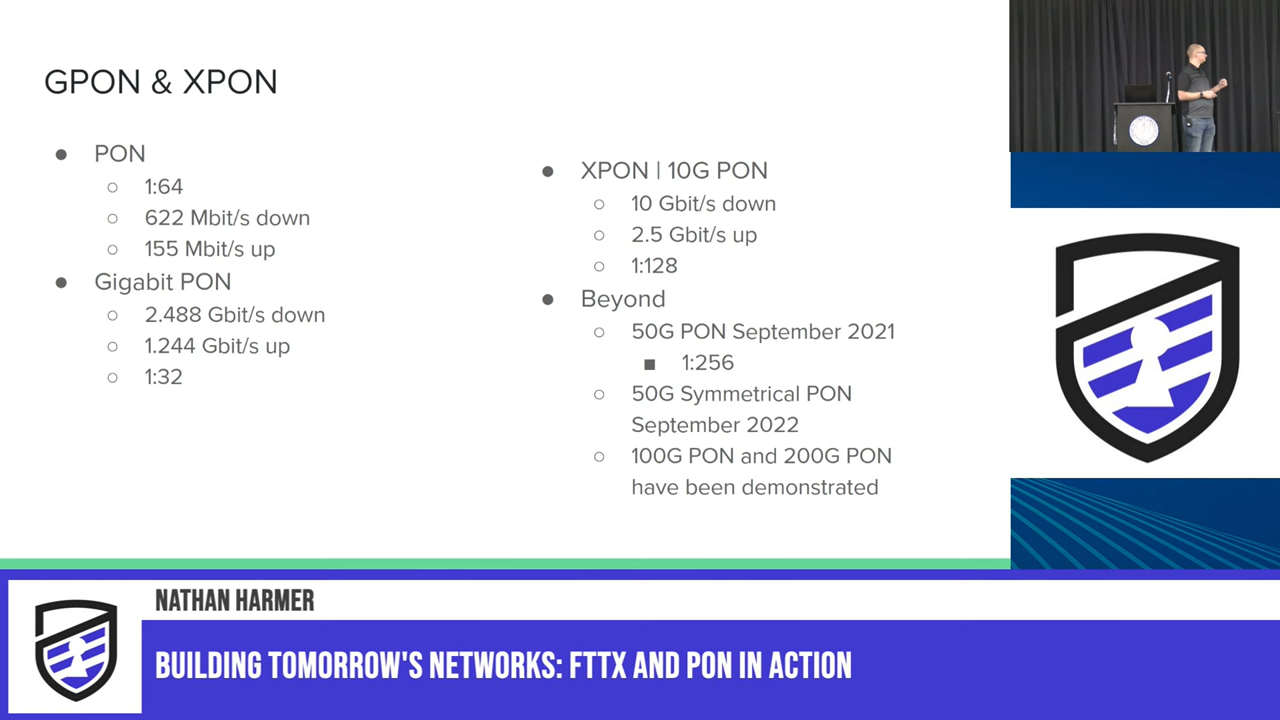 GPON & XPON
● PON
○ 1:64
○ 622 Mbit/s down
○ 155 Mbit/s up
● Gigabit PON
○ 2.488 Gbit/s down
○ 1.244 Gbit/s up
○ 1:32
● XPON | 10G PON
○ 10 Gbit/s down
○ 2.5 Gbit/s up
○ 1:128
● Beyond
○ 50G PON September 2021
■ 1:256
○ 50G Symmetrical PON
September 2022
○ 100G PON and 200G PON
have been demonstrated
NATHAN HARMER
BUILDING TOMORROW'S NETWORKS: FTTX AND PON IN ACTION